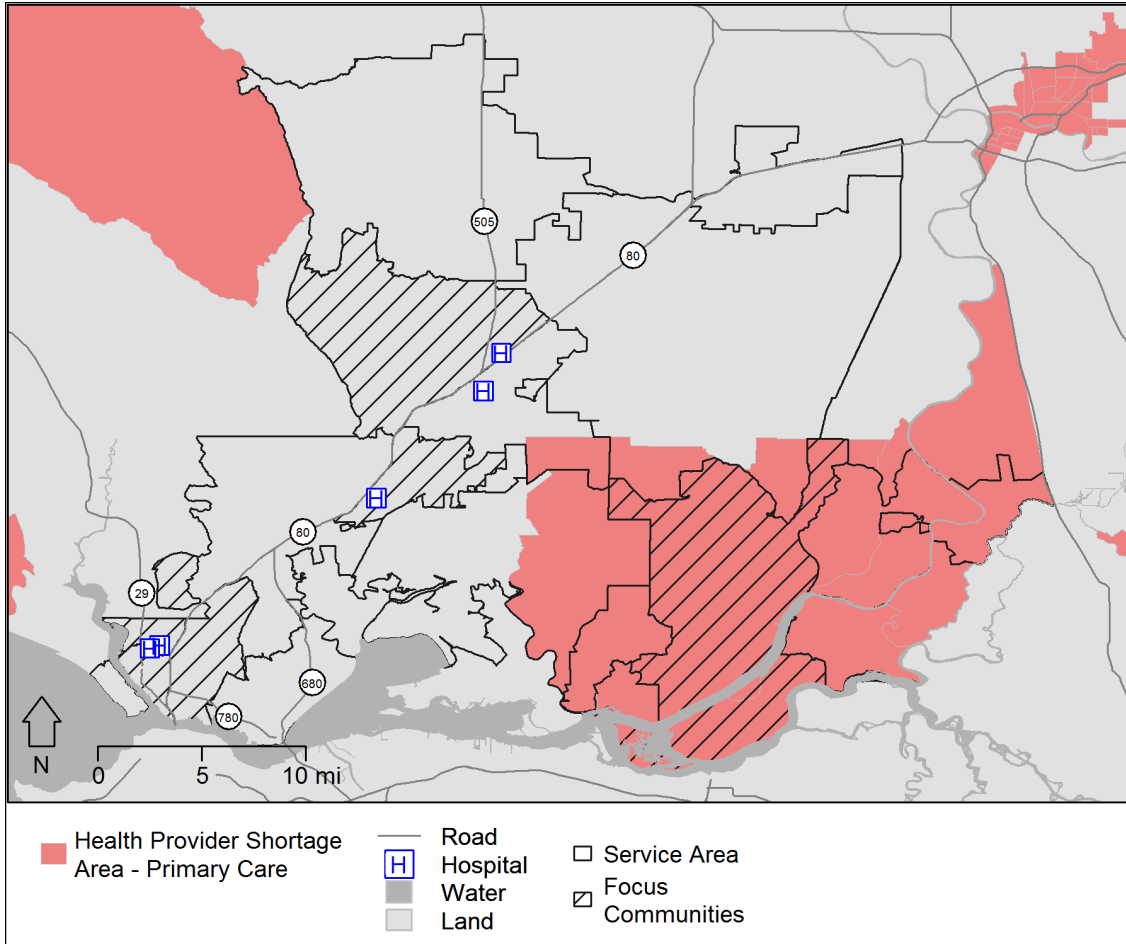 505
80
80
29
680
780
N
0 5 10 mi
Health Provider Shortage
Area - Primary Care
Road
H Hospital
Water
Land
Service Area
Focus
Communities
H
H
H
H H